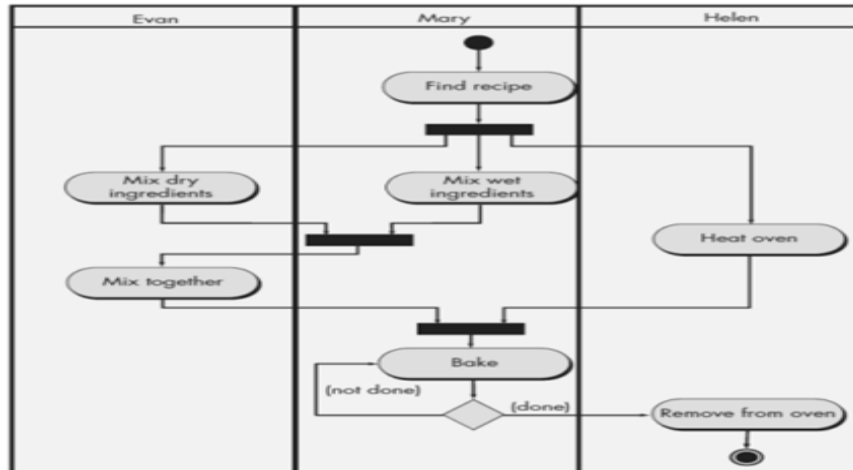 Evan
Mary
Helen
Find recipe
Mix dry
ingredients
Mix wet
ingredients
Heat oven
Mix together
Bake
(not done)
(done)
Remove from oven